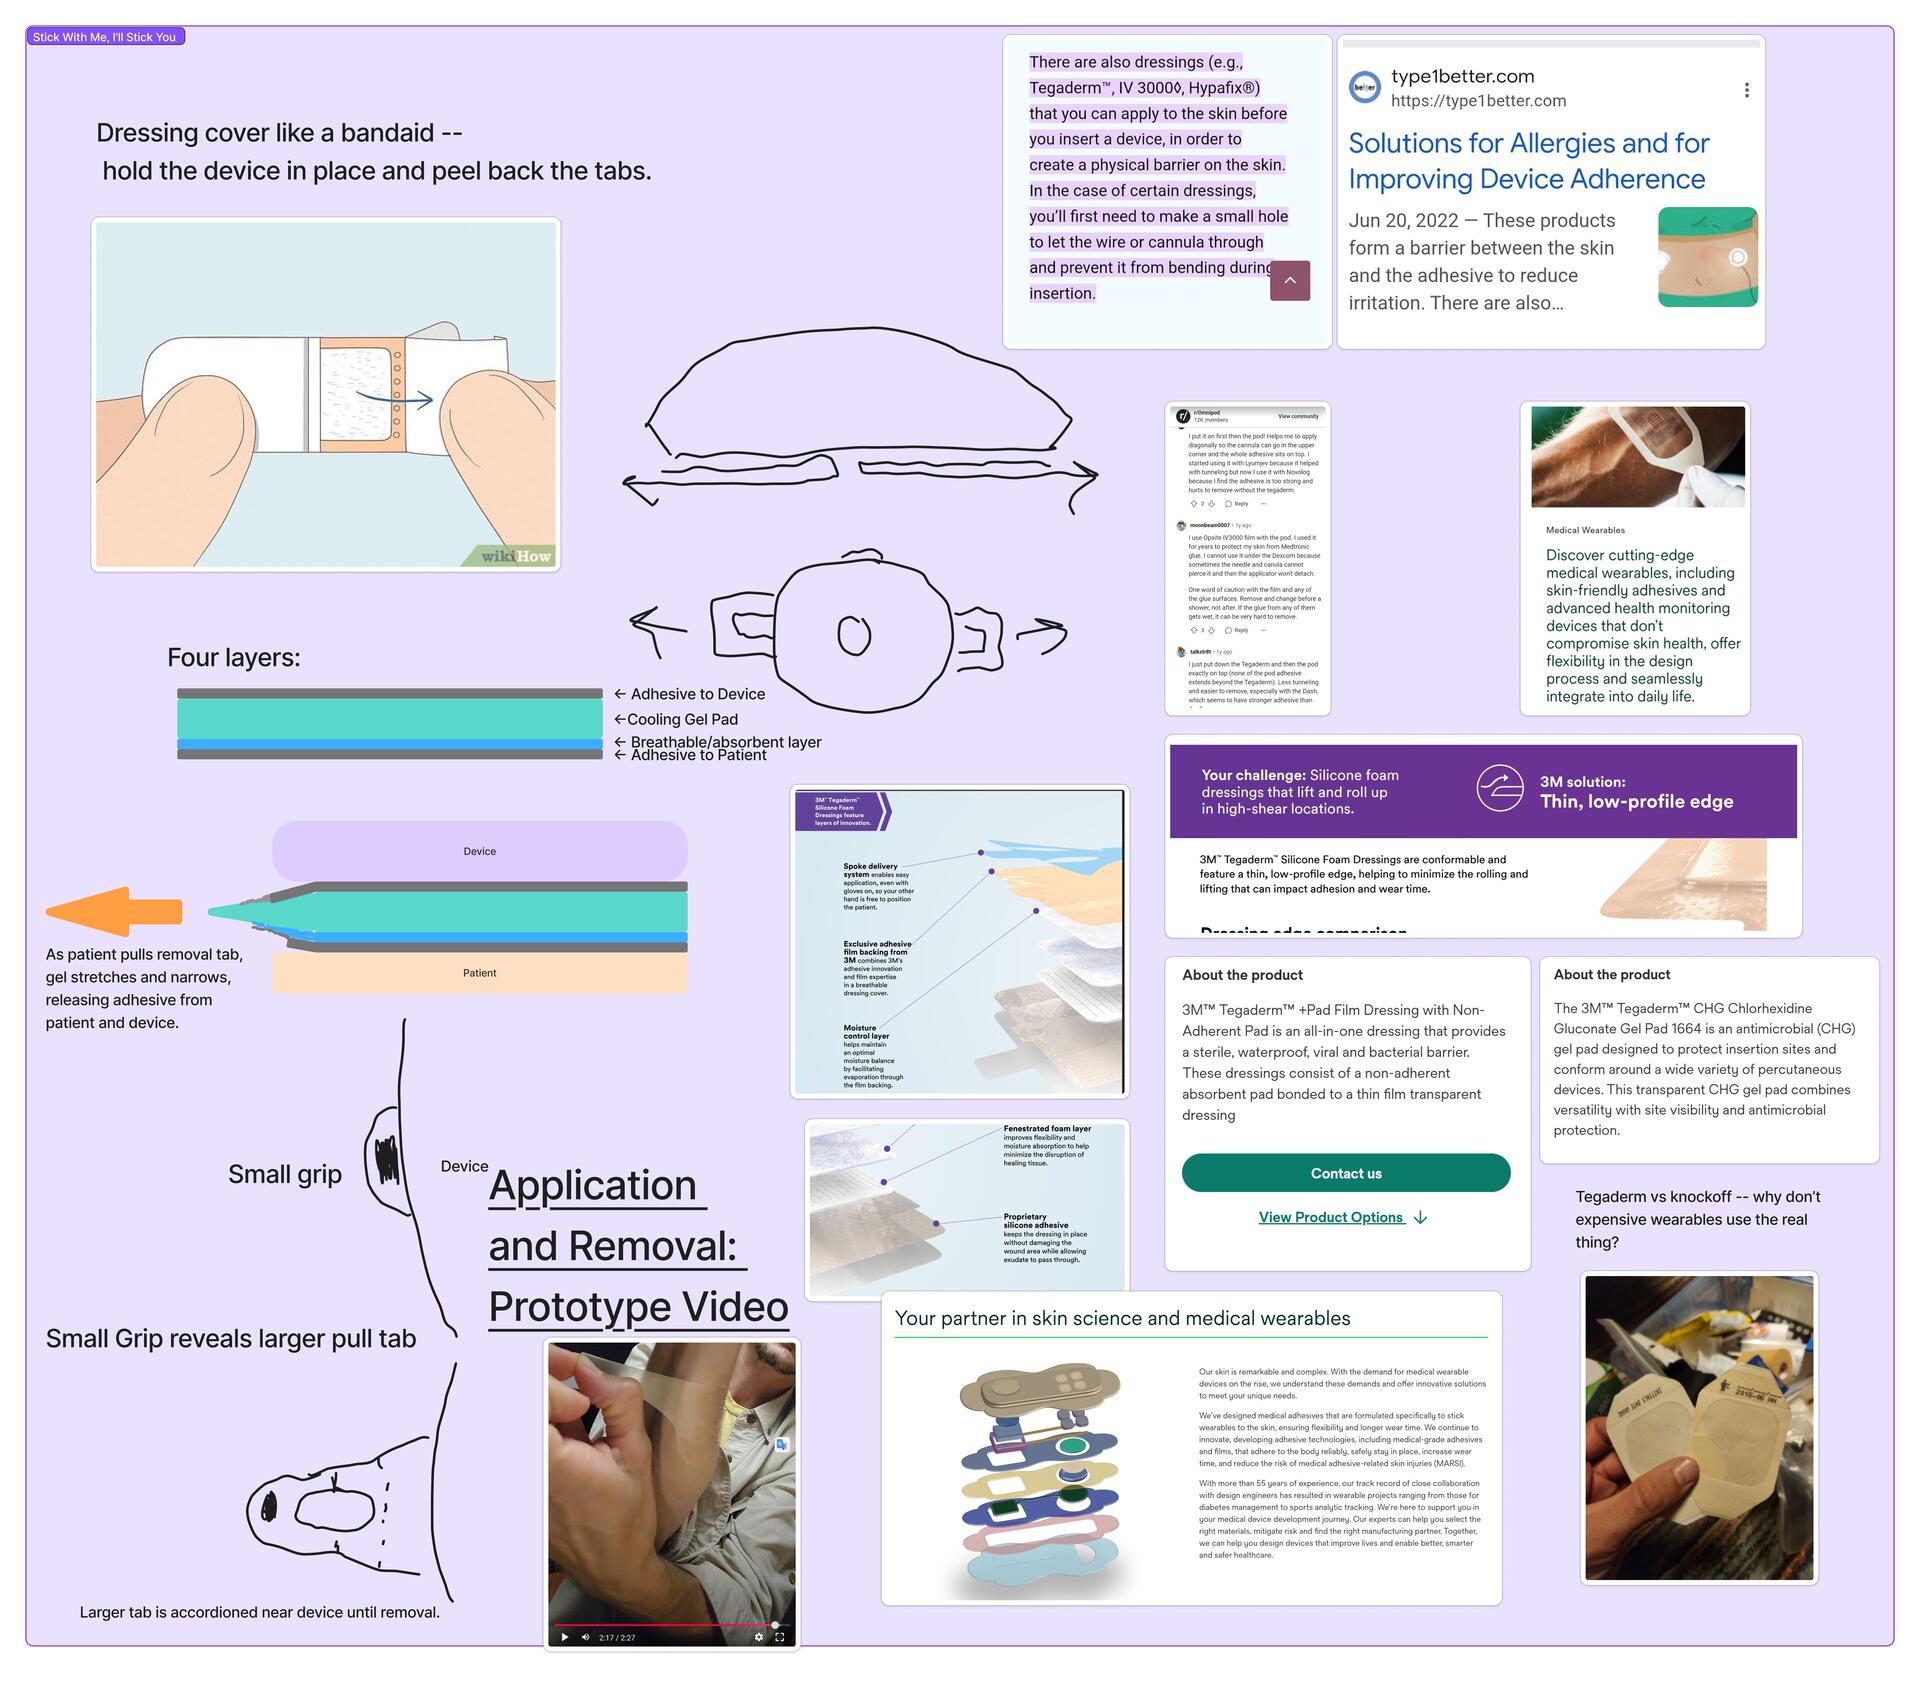 Stick With Me, I'll Stick You
Dressing cover like a bandaid --
hold the device in place and peel back the tabs.
wikiHow
There are also dressings (e.g.,
Tegaderm™, IV 3000◊, Hypafix®)
that you can apply to the skin before
you insert a device, in order to
create a physical barrier on the skin.
In the case of certain dressings,
you'll first need to make a small hole
to let the wire or cannula through
and prevent it from bending during
insertion.
better
type1better.com
https://type1better.com
Solutions for Allergies and for
Improving Device Adherence
Jun 20, 2022 — These products
form a barrier between the skin
and the adhesive to reduce
irritation. There are also...
r/Omnipod
12K members
View community
I put it on first then the pod! Helps me to apply
diagonally so the cannula can go in the upper
corner and the whole adhesive sits on top. I
started using it with Lyumjev because it helped
with tunneling but now I use it with Novolog
because I find the adhesive is too strong and
hurts to remove without the tegaderm.
2
Reply
moonbeam0007 • 1y ago
I use Opsite IV3000 film with the pod. I used it
for years to protect my skin from Medtronic
glue. I cannot use it under the Dexcom because
sometimes the needle and canula cannot
pierce it and then the applicator won't detach.
One word of caution with the film and any of
the glue surfaces. Remove and change before a
shower, not after. If the glue from any of them
gets wet, it can be very hard to remove.
3
Reply
talkstr8t • 1y ago
I just put down the Tegaderm and then the pod
exactly on top (none of the pod adhesive
extends beyond the Tegaderm). Less tunneling
and easier to remove, especially with the Dash,
which seems to have stronger adhesive than
Medical Wearables
Discover cutting-edge
medical wearables, including
skin-friendly adhesives and
advanced health monitoring
devices that don't
compromise skin health, offer
flexibility in the design
process and seamlessly
integrate into daily life.
Four layers:
← Adhesive to Device
←Cooling Gel Pad
← Breathable/absorbent layer
← Adhesive to Patient
Device
Patient
As patient pulls removal tab,
gel stretches and narrows,
releasing adhesive from
patient and device.
3M™ Tegaderm™
Silicone Foam
Dressings feature
layers of innovation.
Spoke delivery
system enables easy
application, even with
gloves on, so your other
hand is free to position
the patient.
Exclusive adhesive
film backing from
3M combines 3M's
adhesive innovation
and film expertise
in a breathable
dressing cover.
Moisture
control layer
helps maintain
an optimal
moisture balance
by facilitating
evaporation through
the film backing.
Fenestrated foam layer
improves flexibility and
moisture absorption to help
minimize the disruption of
healing tissue.
Proprietary
silicone adhesive
keeps the dressing in place
without damaging the
wound area while allowing
exudate to pass through.
Your challenge: Silicone foam
dressings that lift and roll up
in high-shear locations.
3M solution:
Thin, low-profile edge
3M™ Tegaderm™ Silicone Foam Dressings are conformable and
feature a thin, low-profile edge, helping to minimize the rolling and
lifting that can impact adhesion and wear time.
Dressing edge comparison
About the product
3M™ Tegaderm™ +Pad Film Dressing with Non-
Adherent Pad is an all-in-one dressing that provides
a sterile, waterproof, viral and bacterial barrier.
These dressings consist of a non-adherent
absorbent pad bonded to a thin film transparent
dressing
Contact us
View Product Options
About the product
The 3M™ Tegaderm™ CHG Chlorhexidine
Gluconate Gel Pad 1664 is an antimicrobial (CHG)
gel pad designed to protect insertion sites and
conform around a wide variety of percutaneous
devices. This transparent CHG gel pad combines
versatility with site visibility and antimicrobial
protection.
Tegaderm vs knockoff -- why don't
expensive wearables use the real
thing?
Small grip
Device
Application
and Removal:
Prototype Video
Small Grip reveals larger pull tab
Larger tab is accordioned near device until removal.
2:17 / 2:27
Your partner in skin science and medical wearables
Our skin is remarkable and complex. With the demand for medical wearable
devices on the rise, we understand these demands and offer innovative solutions
to meet your unique needs.
We've designed medical adhesives that are formulated specifically to stick
wearables to the skin, ensuring flexibility and longer wear time. We continue to
innovate, developing adhesive technologies, including medical-grade adhesives
and films, that adhere to the body reliably, safely stay in place, increase wear
time, and reduce the risk of medical adhesive-related skin injuries (MARSI).
With more than 55 years of experience, our track record of close collaboration
with design engineers has resulted in wearable projects ranging from those for
diabetes management to sports analytic tracking. We're here to support you in
your medical device development journey. Our experts can help you select the
right materials, mitigate risk and find the right manufacturing partner. Together,
we can help you design devices that improve lives and enable better, smarter
and safer healthcare.